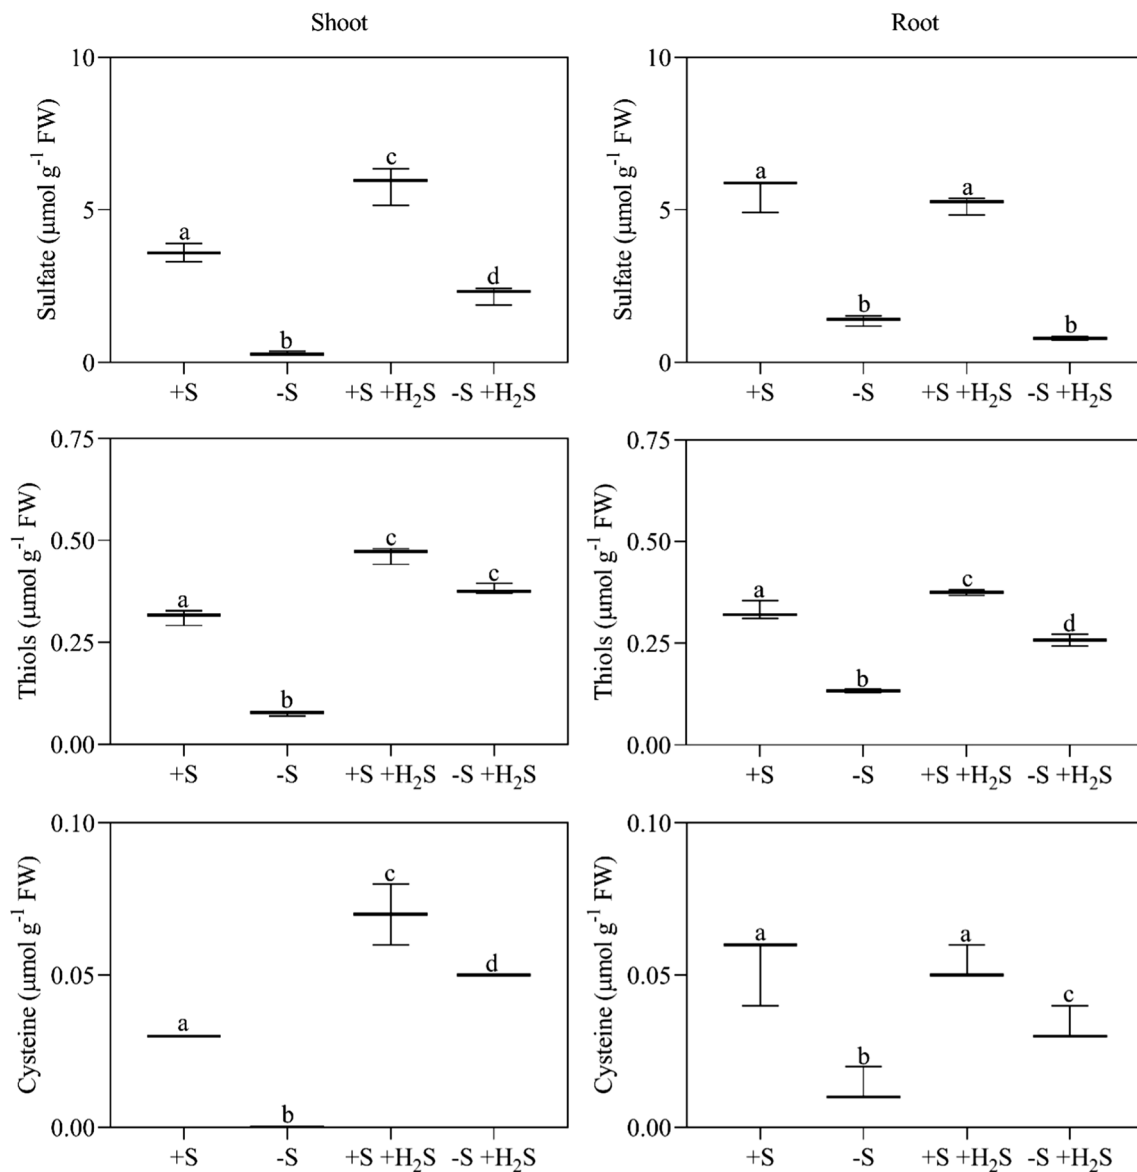 Shoot
Root
Sulfate (µmol g-1 FW)
10
5
0
a
b
c
d
+S -S +S +H2S -S +H2S
Sulfate (µmol g-1 FW)
10
5
0
a
b
a
b
+S -S +S +H2S -S +H2S
Thiols (µmol g-1 FW)
0.75
0.50
0.25
0.00
a
b
c
c
+S -S +S +H2S -S +H2S
Thiols (µmol g-1 FW)
0.75
0.50
0.25
0.00
a
b
c
d
+S -S +S +H2S -S +H2S
Cysteine (µmol g-1 FW)
0.10
0.05
0.00
a
b
c
d
+S -S +S +H2S -S +H2S
Cysteine (µmol g-1 FW)
0.10
0.05
0.00
a
b
a
c
+S -S +S +H2S -S +H2S